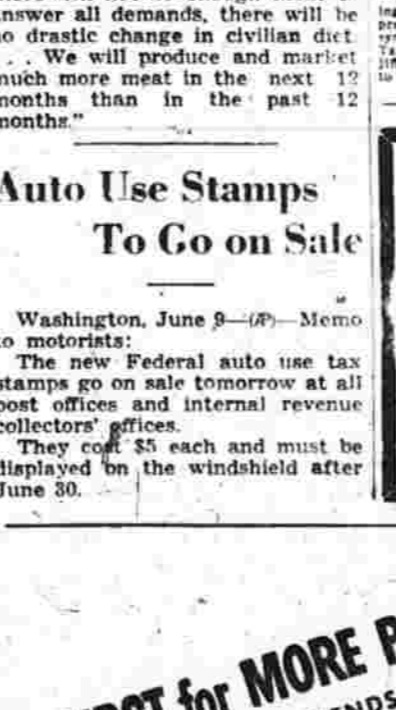 answer all demands, there will be
no drastic change in civilian diet
. . . We will produce and market
much more meat in the next 12
months than in the past 12
months."
Auto Use Stamps
To Go on Sale
Washington, June 9—(AP)—Memo
to motorists:
The new Federal auto use tax
stamps go on sale tomorrow at all
post offices and internal revenue
collectors' offices.
They cost $5 each and must be
displayed on the windshield after
June 30.
for MORE